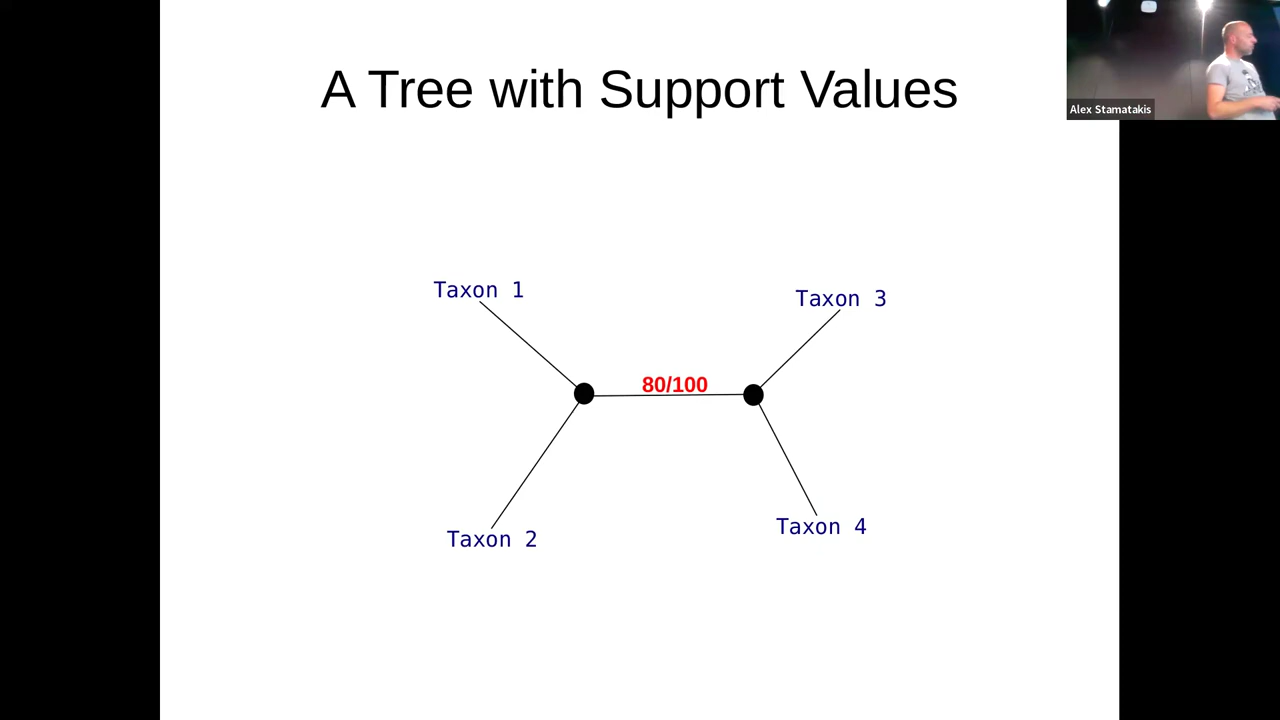 A Tree with Support Values
Alex Stamatakis
Taxon 1
Taxon 3
80/100
Taxon 2
Taxon 4